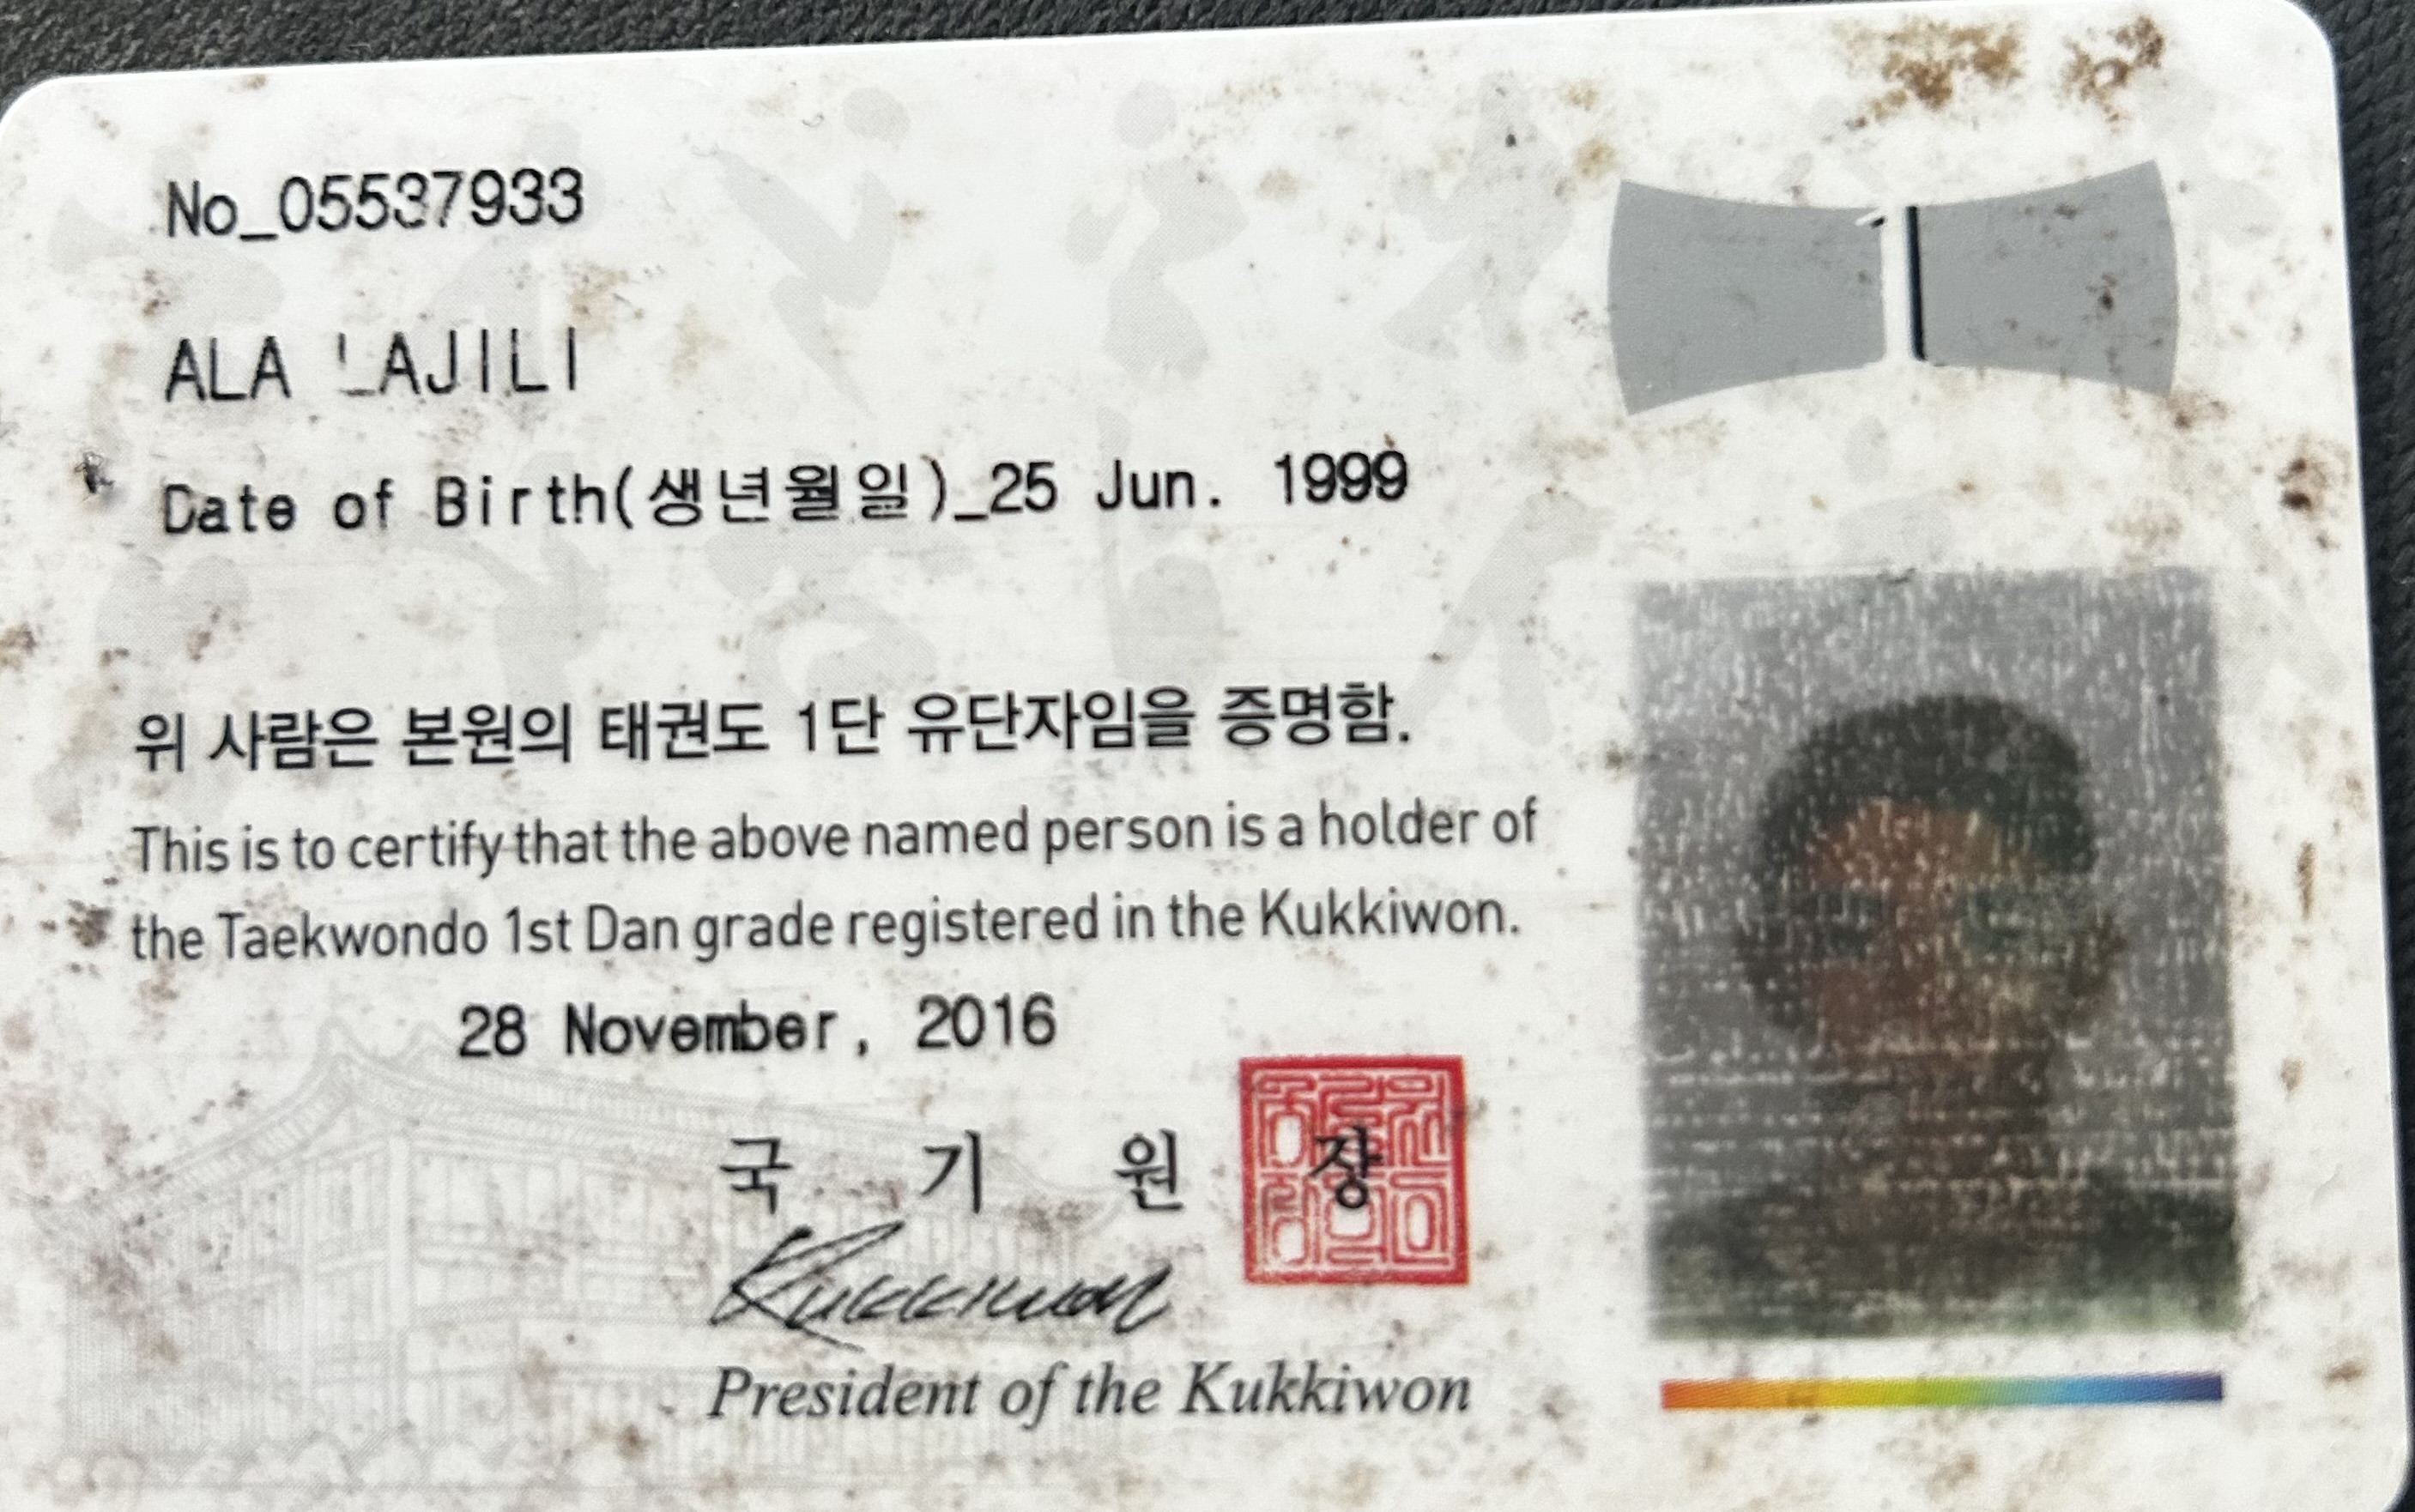 No_05537933
ALA LAJILI
Date of Birth(생년월일)_25 Jun. 1999
위 사람은 본원의 태권도 1단 유단자임을 증명함.
This is to certify that the above named person is a holder of
the Taekwondo 1st Dan grade registered in the Kukkiwon.
28 November, 2016
국 기 원 장
Kukkiwon
President of the Kukkiwon